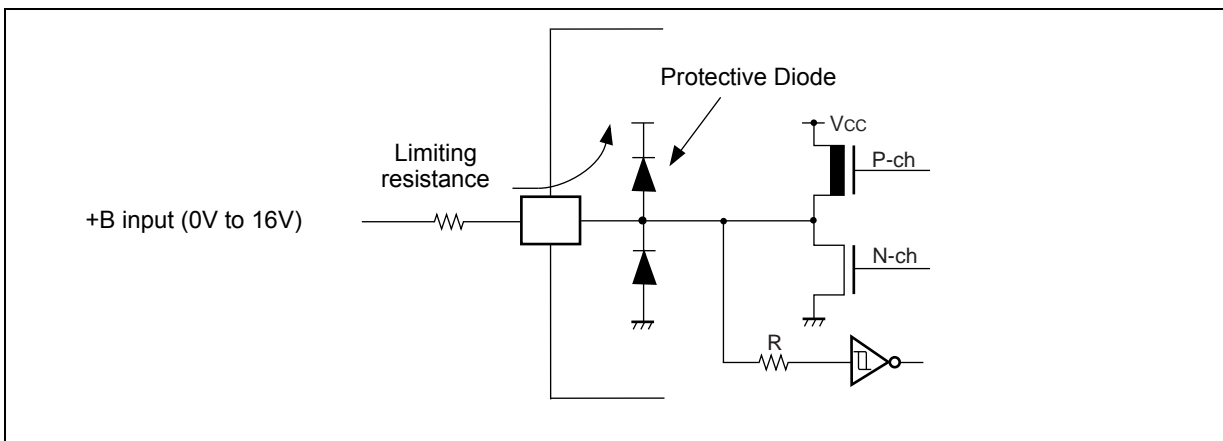 Protective Diode
VCC
Limiting
resistance
P-ch
+B input (0V to 16V)
N-ch
R